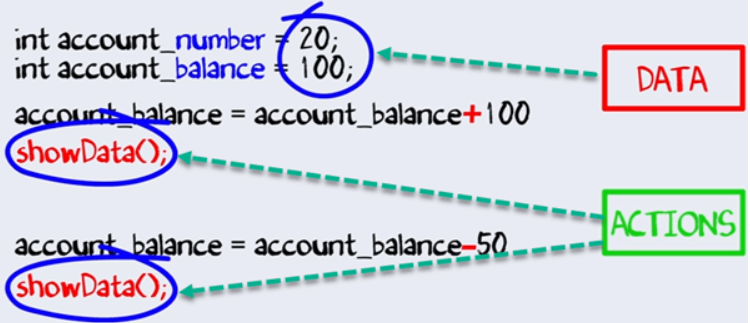 int account_number = 20;
int account_balance = 100;
DATA
account_balance = account_balance+100
showData();
ACTIONS
account_balance = account_balance-50
showData();